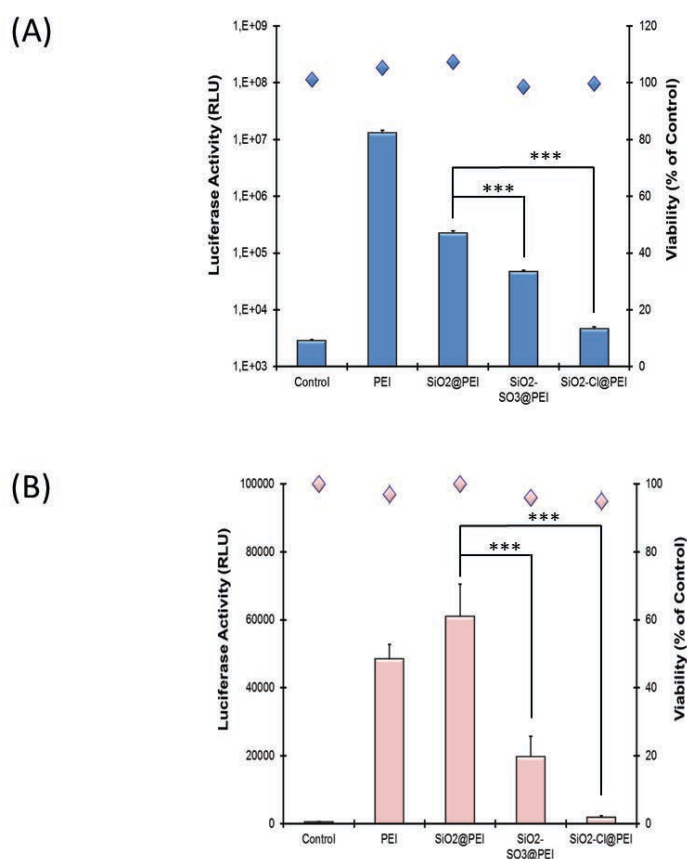 (A)
Luciferase Activity (RLU)
1,E+09
1,E+08
1,E+07
1,E+06
1,E+05
1,E+04
1,E+03
***
***
120
100
80
60
40
20
0
Viability (% of Control)
Control
PEI
SiO2@PEI
SiO2-
SO3@PEI
SiO2-Cl@PEI
(B)
Luciferase Activity (RLU)
100000
80000
60000
40000
20000
0
***
***
100
80
60
40
20
0
Viability (% of Control)
Control
PEI
SiO2@PEI
SiO2-
SO3@PEI
SiO2-Cl@PEI